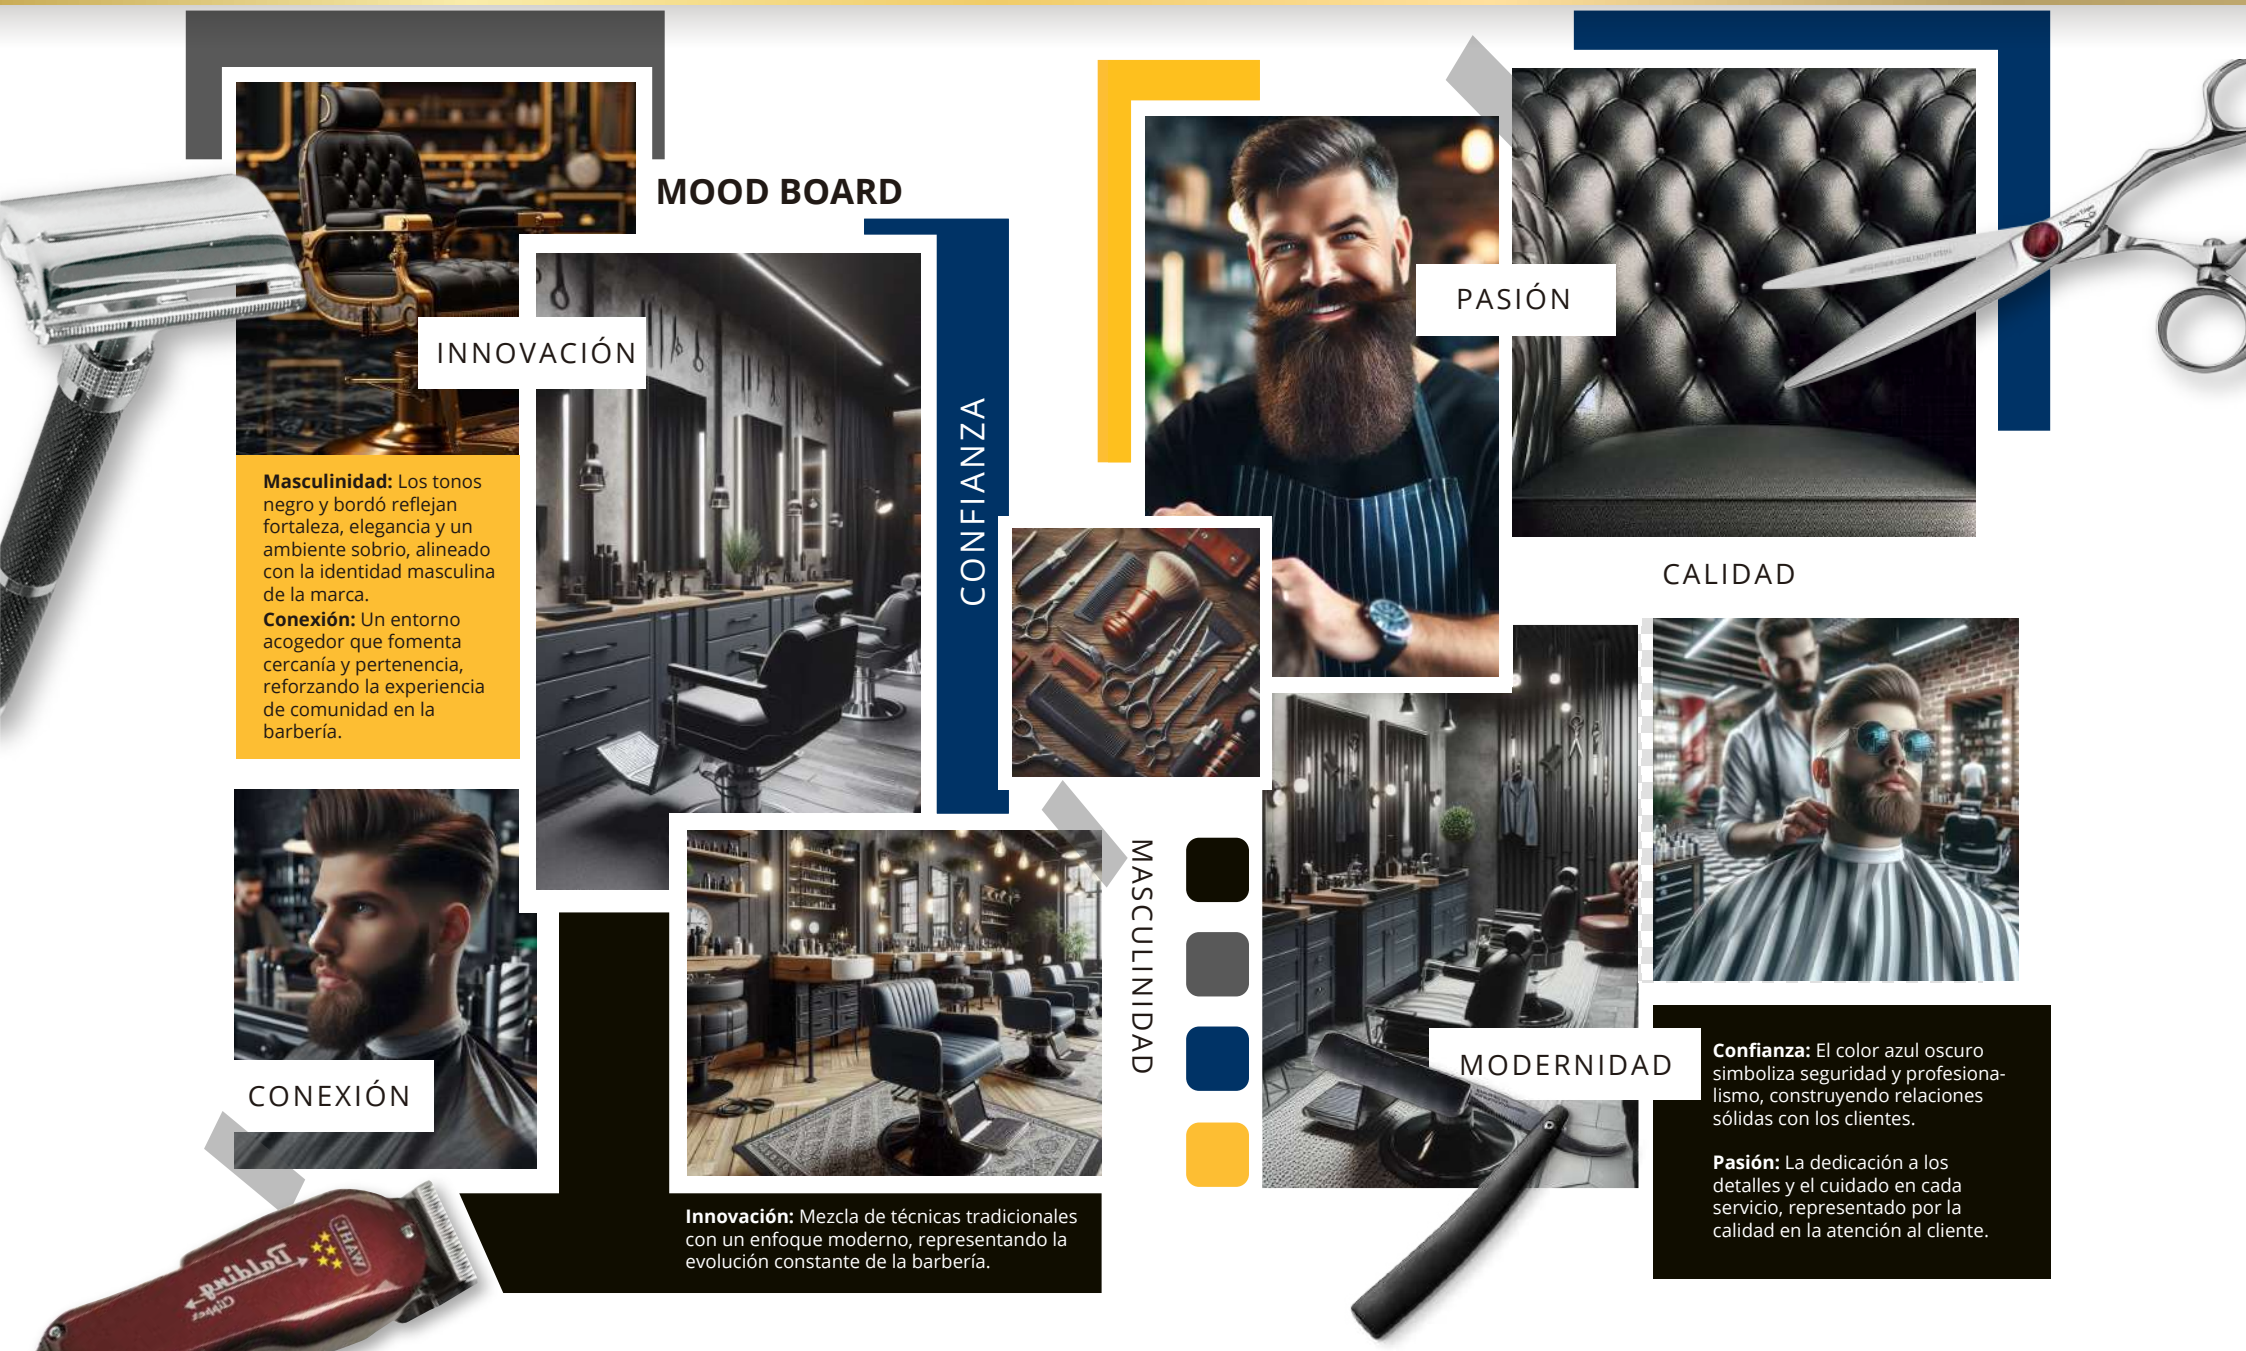 MOOD BOARD
INNOVACIÓN
CONFIANZA
Masculinidad: Los tonos
negro y bordó reflejan
fortaleza, elegancia y un
ambiente sobrio, alineado
con la identidad masculina
de la marca.
Conexión: Un entorno
acogedor que fomenta
cercanía y pertenencia,
reforzando la experiencia
de comunidad en la
barbería.
CONEXIÓN
WAHL
Balding
Clipper
Innovación: Mezcla de técnicas tradicionales
con un enfoque moderno, representando la
evolución constante de la barbería.
PASIÓN
CALIDAD
MASCULINIDAD
MODERNIDAD
Confianza: El color azul oscuro
simboliza seguridad y profesiona-
lismo, construyendo relaciones
sólidas con los clientes.
Pasión: La dedicación a los
detalles y el cuidado en cada
servicio, representado por la
calidad en la atención al cliente.